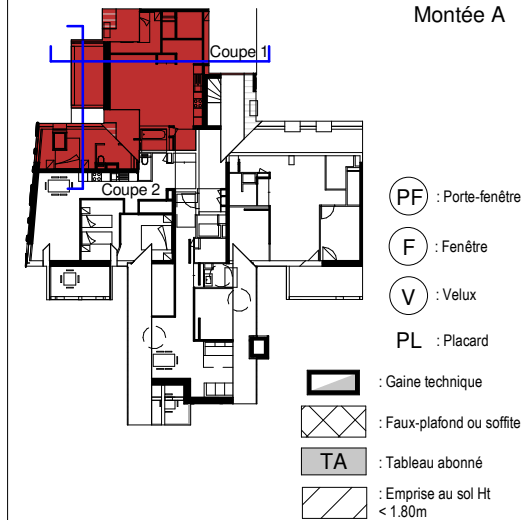 Montée A
Coupe 1
Coupe 2
PF : Porte-fenêtre
F : Fenêtre
V : Velux
PL : Placard
: Gaine technique
: Faux-plafond ou soffite
TA : Tableau abonné
: Emprise au sol Ht
< 1.80m